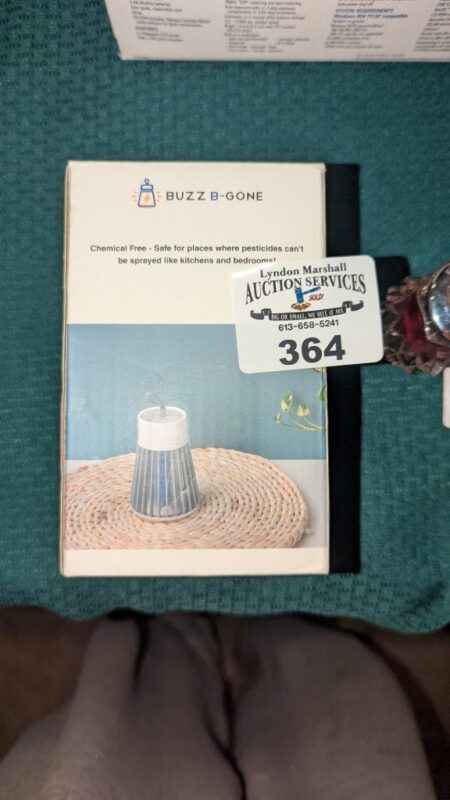 BUZZ B-GONE
Chemical Free - Safe for places where pesticides can't
be sprayed like kitchens and bedrooms!
Lyndon Marshall
AUCTION SERVICES
SOLD
BIG OR SMALL, WE SELL IT ALL
613-658-5241
364